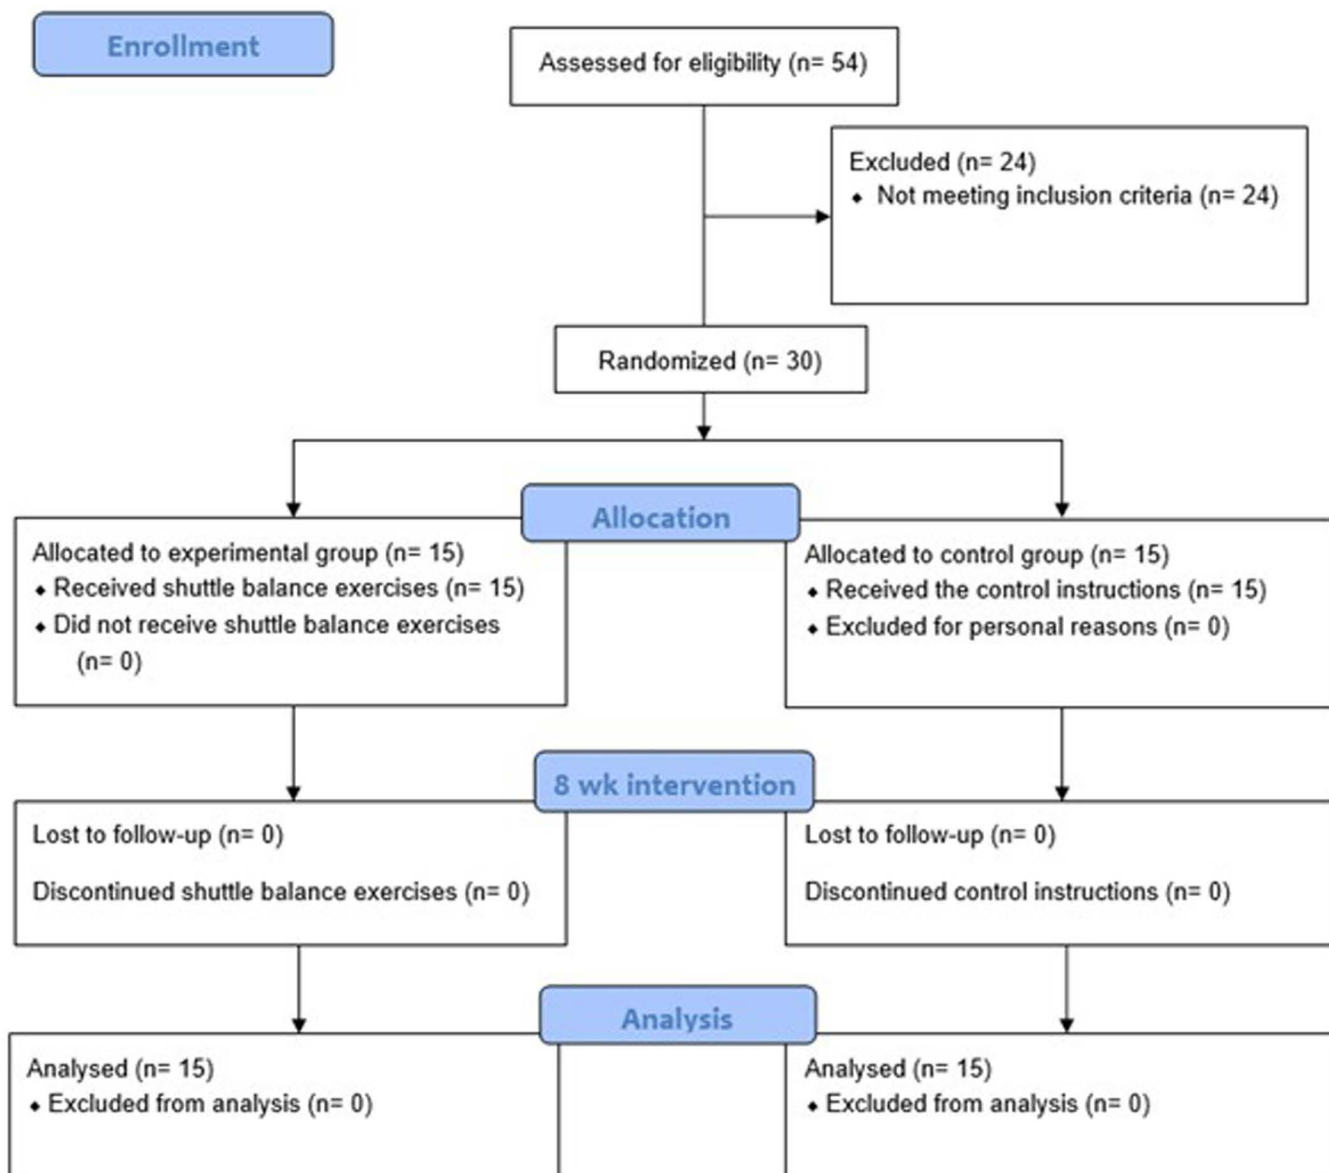 Enrollment
Assessed for eligibility (n= 54)
Excluded (n= 24)
⬥ Not meeting inclusion criteria (n= 24)
Randomized (n= 30)
Allocation
Allocated to experimental group (n= 15)
⬥ Received shuttle balance exercises (n= 15)
⬥ Did not receive shuttle balance exercises
(n= 0)
Allocated to control group (n= 15)
⬥ Received the control instructions (n= 15)
⬥ Excluded for personal reasons (n= 0)
8 wk intervention
Lost to follow-up (n= 0)
Discontinued shuttle balance exercises (n= 0)
Lost to follow-up (n= 0)
Discontinued control instructions (n= 0)
Analysis
Analysed (n= 15)
⬥ Excluded from analysis (n= 0)
Analysed (n= 15)
⬥ Excluded from analysis (n= 0)